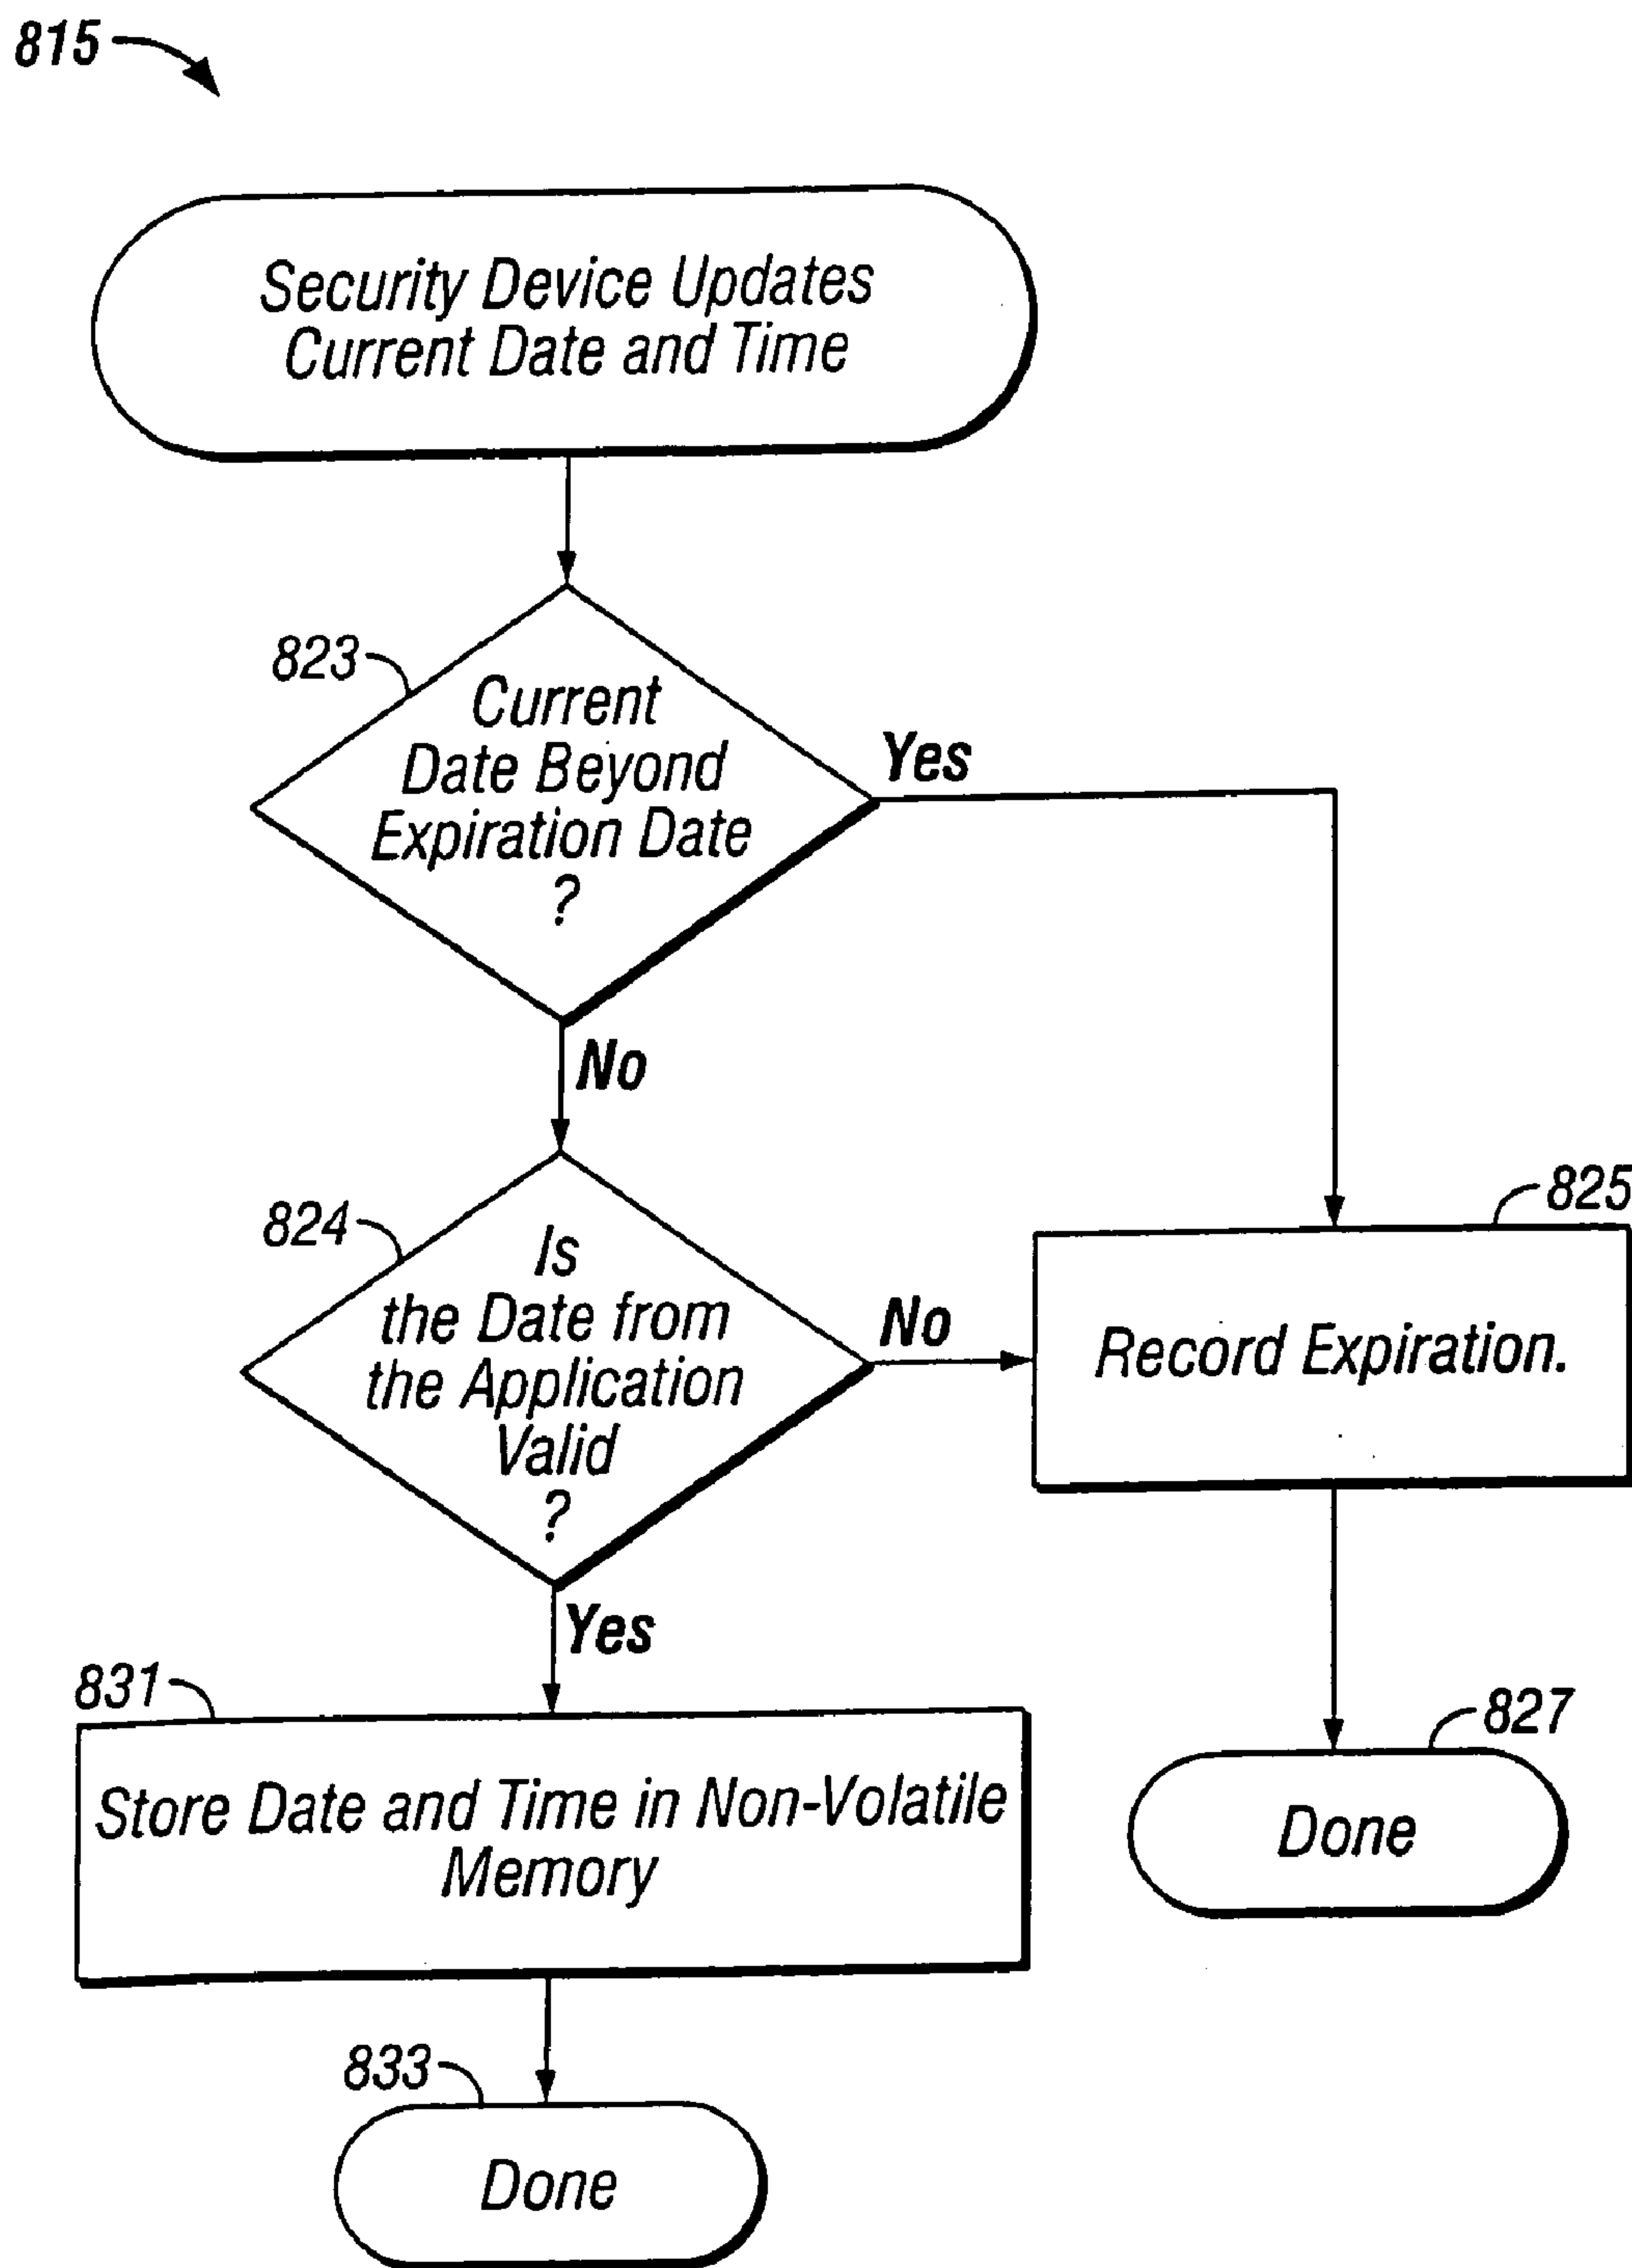 815
Security Device Updates
Current Date and Time
823
Current
Date Beyond
Expiration Date
?
Yes
No
824
Is
the Date from
the Application
Valid
?
No
825
Record Expiration.
Yes
831
Store Date and Time in Non-Volatile
Memory
827
Done
833
Done